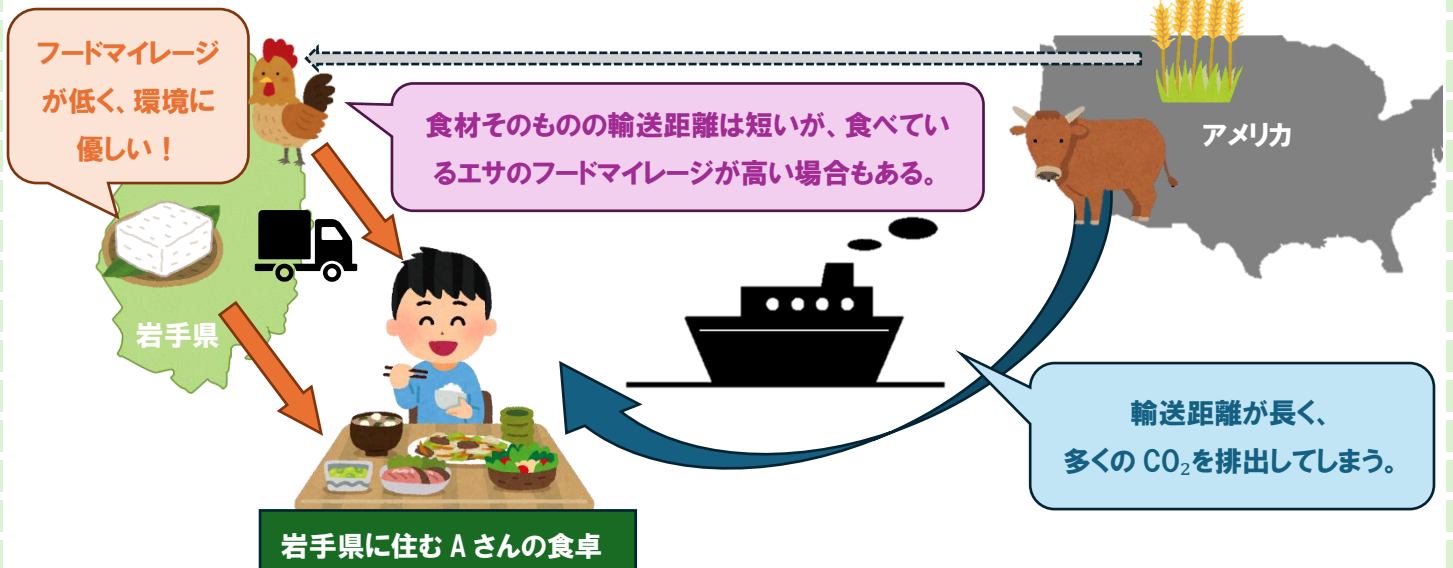 フードマイレージ
が低く、環境に
優しい！
食材そのものの輸送距離は短いが、食べてい
るエサのフードマイレージが高い場合もある。
アメリカ
岩手県
輸送距離が長く、
多くの CO₂を排出してしまう。
岩手県に住む A さんの食卓